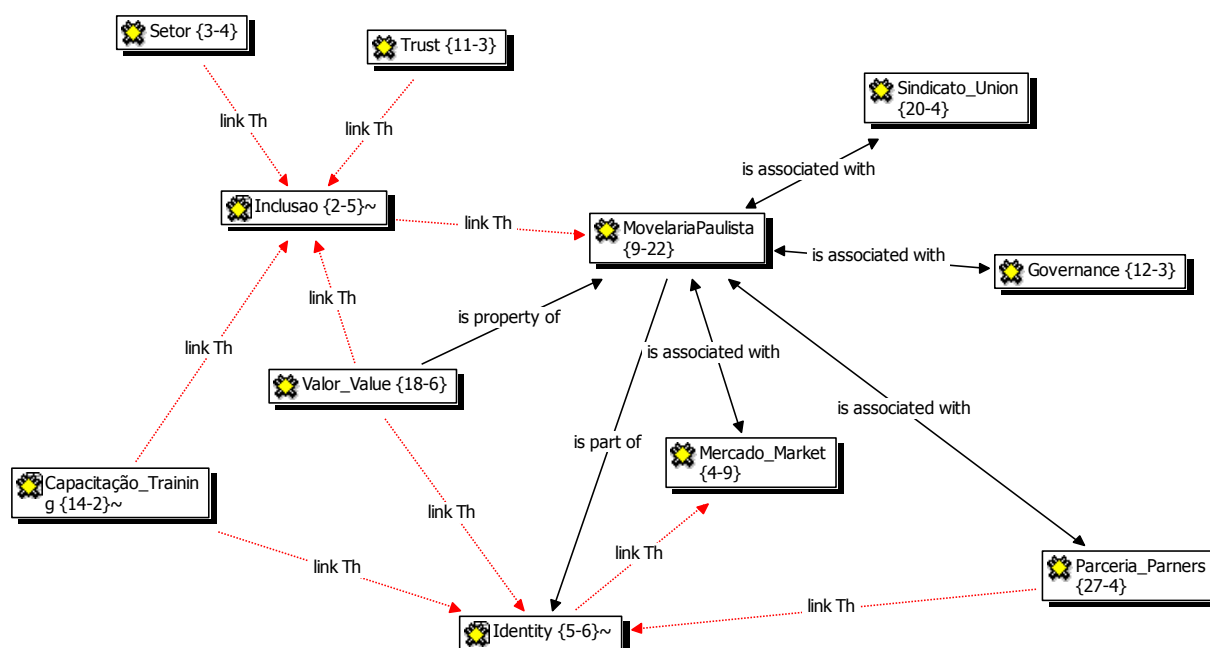 Setor {3-4}
Trust {11-3}
Sindicato_Union
{20-4}
link Th
link Th
is associated with
Inclusao {2-5}~
link Th
MovelariaPaulista
{9-22}
is associated with
Governance {12-3}
link Th
is property of
link Th
is associated with
Valor_Value {18-6}
is associated with
is part of
Mercado_Market
{4-9}
Capacitação_Trainin
g {14-2}~
link Th
link Th
link Th
Parceria_Parners
{27-4}
link Th
Identity {5-6}~